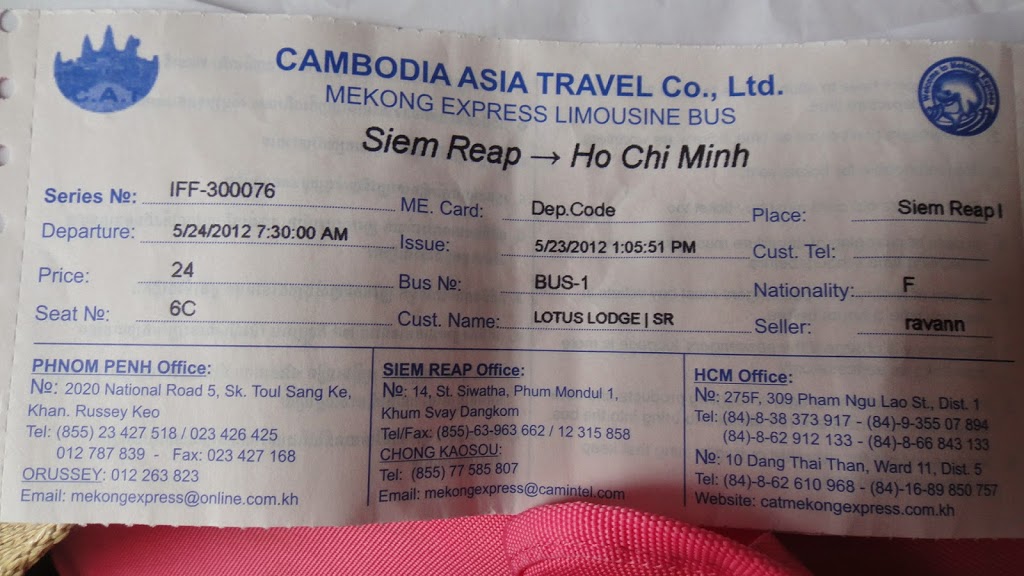 CAMBODIA ASIA TRAVEL Co., Ltd.
MEKONG EXPRESS LIMOUSINE BUS
Siem Reap → Ho Chi Minh
Series №: IFF-300076 ME. Card: Dep.Code Place: Siem Reap
Departure: 5/24/2012 7:30:00 AM Issue: 5/23/2012 1:05:51 PM Cust. Tel:
Price: 24 Bus №: BUS-1 Nationality: F
Seat №: 6C Cust. Name: LOTUS LODGE | SR Seller: ravann
PHNOM PENH Office:
№: 2020 National Road 5, Sk. Toul Sang Ke,
Khan. Russey Keo
Tel: (855) 23 427 518 / 023 426 425
012 787 839 - Fax: 023 427 168
ORUSSEY: 012 263 823
Email: mekongexpress@online.com.kh
SIEM REAP Office:
№: 14, St. Siwatha, Phum Mondul 1,
Khum Svay Dangkom
Tel/Fax: (855)-63-963 662 / 12 315 858
CHONG KAOSOU:
Tel: (855) 77 585 807
Email: mekongexpress@camintel.com
HCM Office:
№: 275F, 309 Pham Ngu Lao St., Dist. 1
Tel: (84)-8-38 373 917 - (84)-9-355 07 894
(84)-8-62 912 133 - (84)-8-66 843 133
№: 10 Dang Thai Than, Ward 11, Dist. 5
Tel: (84)-8-62 610 968 - (84)-16-89 850 757
Website: catmekongexpress.com.kh